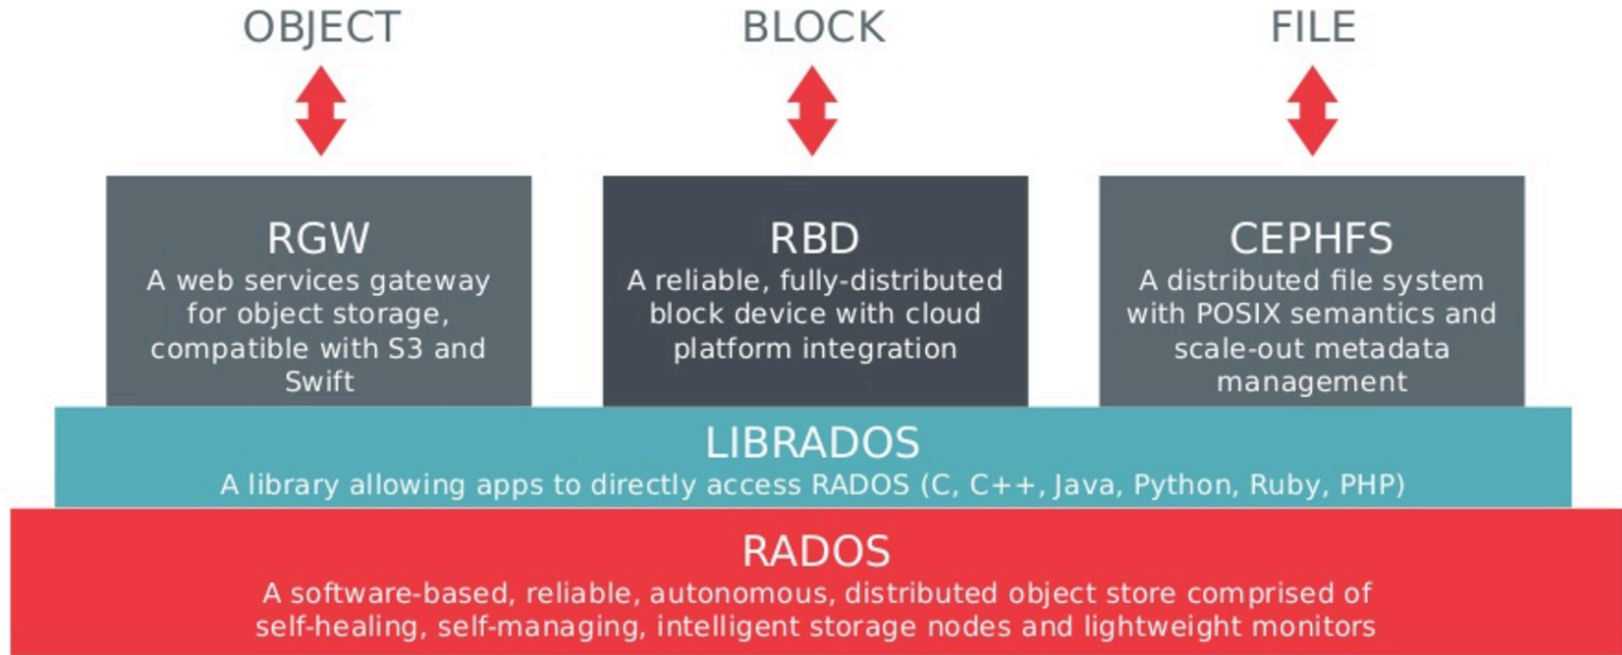 OBJECT
BLOCK
FILE
RGW
A web services gateway
for object storage,
compatible with S3 and
Swift
RBD
A reliable, fully-distributed
block device with cloud
platform integration
CEPHFS
A distributed file system
with POSIX semantics and
scale-out metadata
management
LIBRADOS
A library allowing apps to directly access RADOS (C, C++, Java, Python, Ruby, PHP)
RADOS
A software-based, reliable, autonomous, distributed object store comprised of
self-healing, self-managing, intelligent storage nodes and lightweight monitors